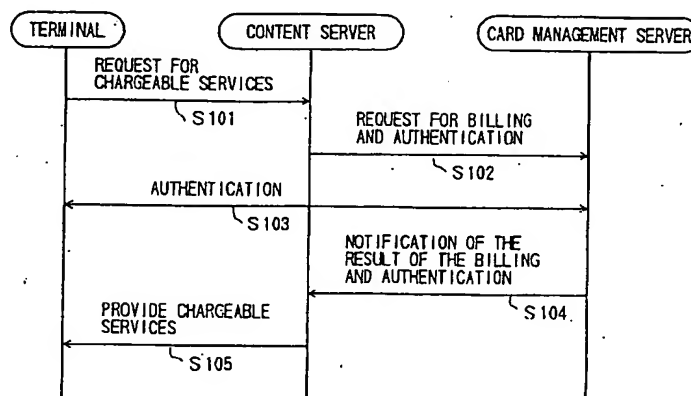 TERMINAL
CONTENT SERVER
CARD MANAGEMENT SERVER
REQUEST FOR
CHARGEABLE SERVICES
S101
REQUEST FOR BILLING
AND AUTHENTICATION
S102
AUTHENTICATION
S103
NOTIFICATION OF THE
RESULT OF THE BILLING
AND AUTHENTICATION
S104
PROVIDE CHARGEABLE
SERVICES
S105